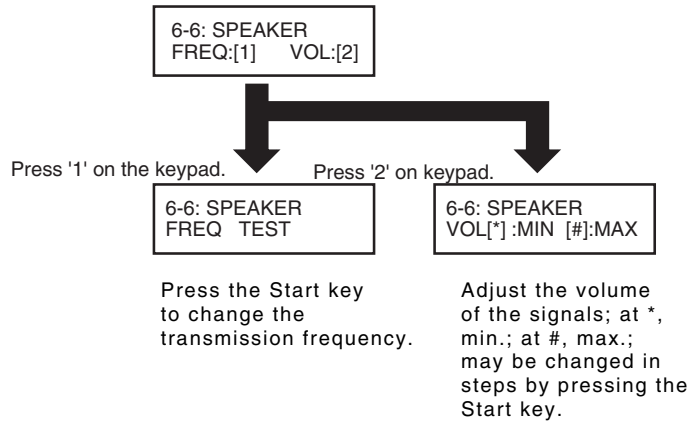 6-6: SPEAKER
FREQ:[1] VOL:[2]
Press '1' on the keypad.
Press '2' on keypad.
6-6: SPEAKER
FREQ TEST
6-6: SPEAKER
VOL[*] :MIN [#]:MAX
Press the Start key
to change the
transmission frequency.
Adjust the volume
of the signals; at *,
min.; at #, max.;
may be changed in
steps by pressing the
Start key.